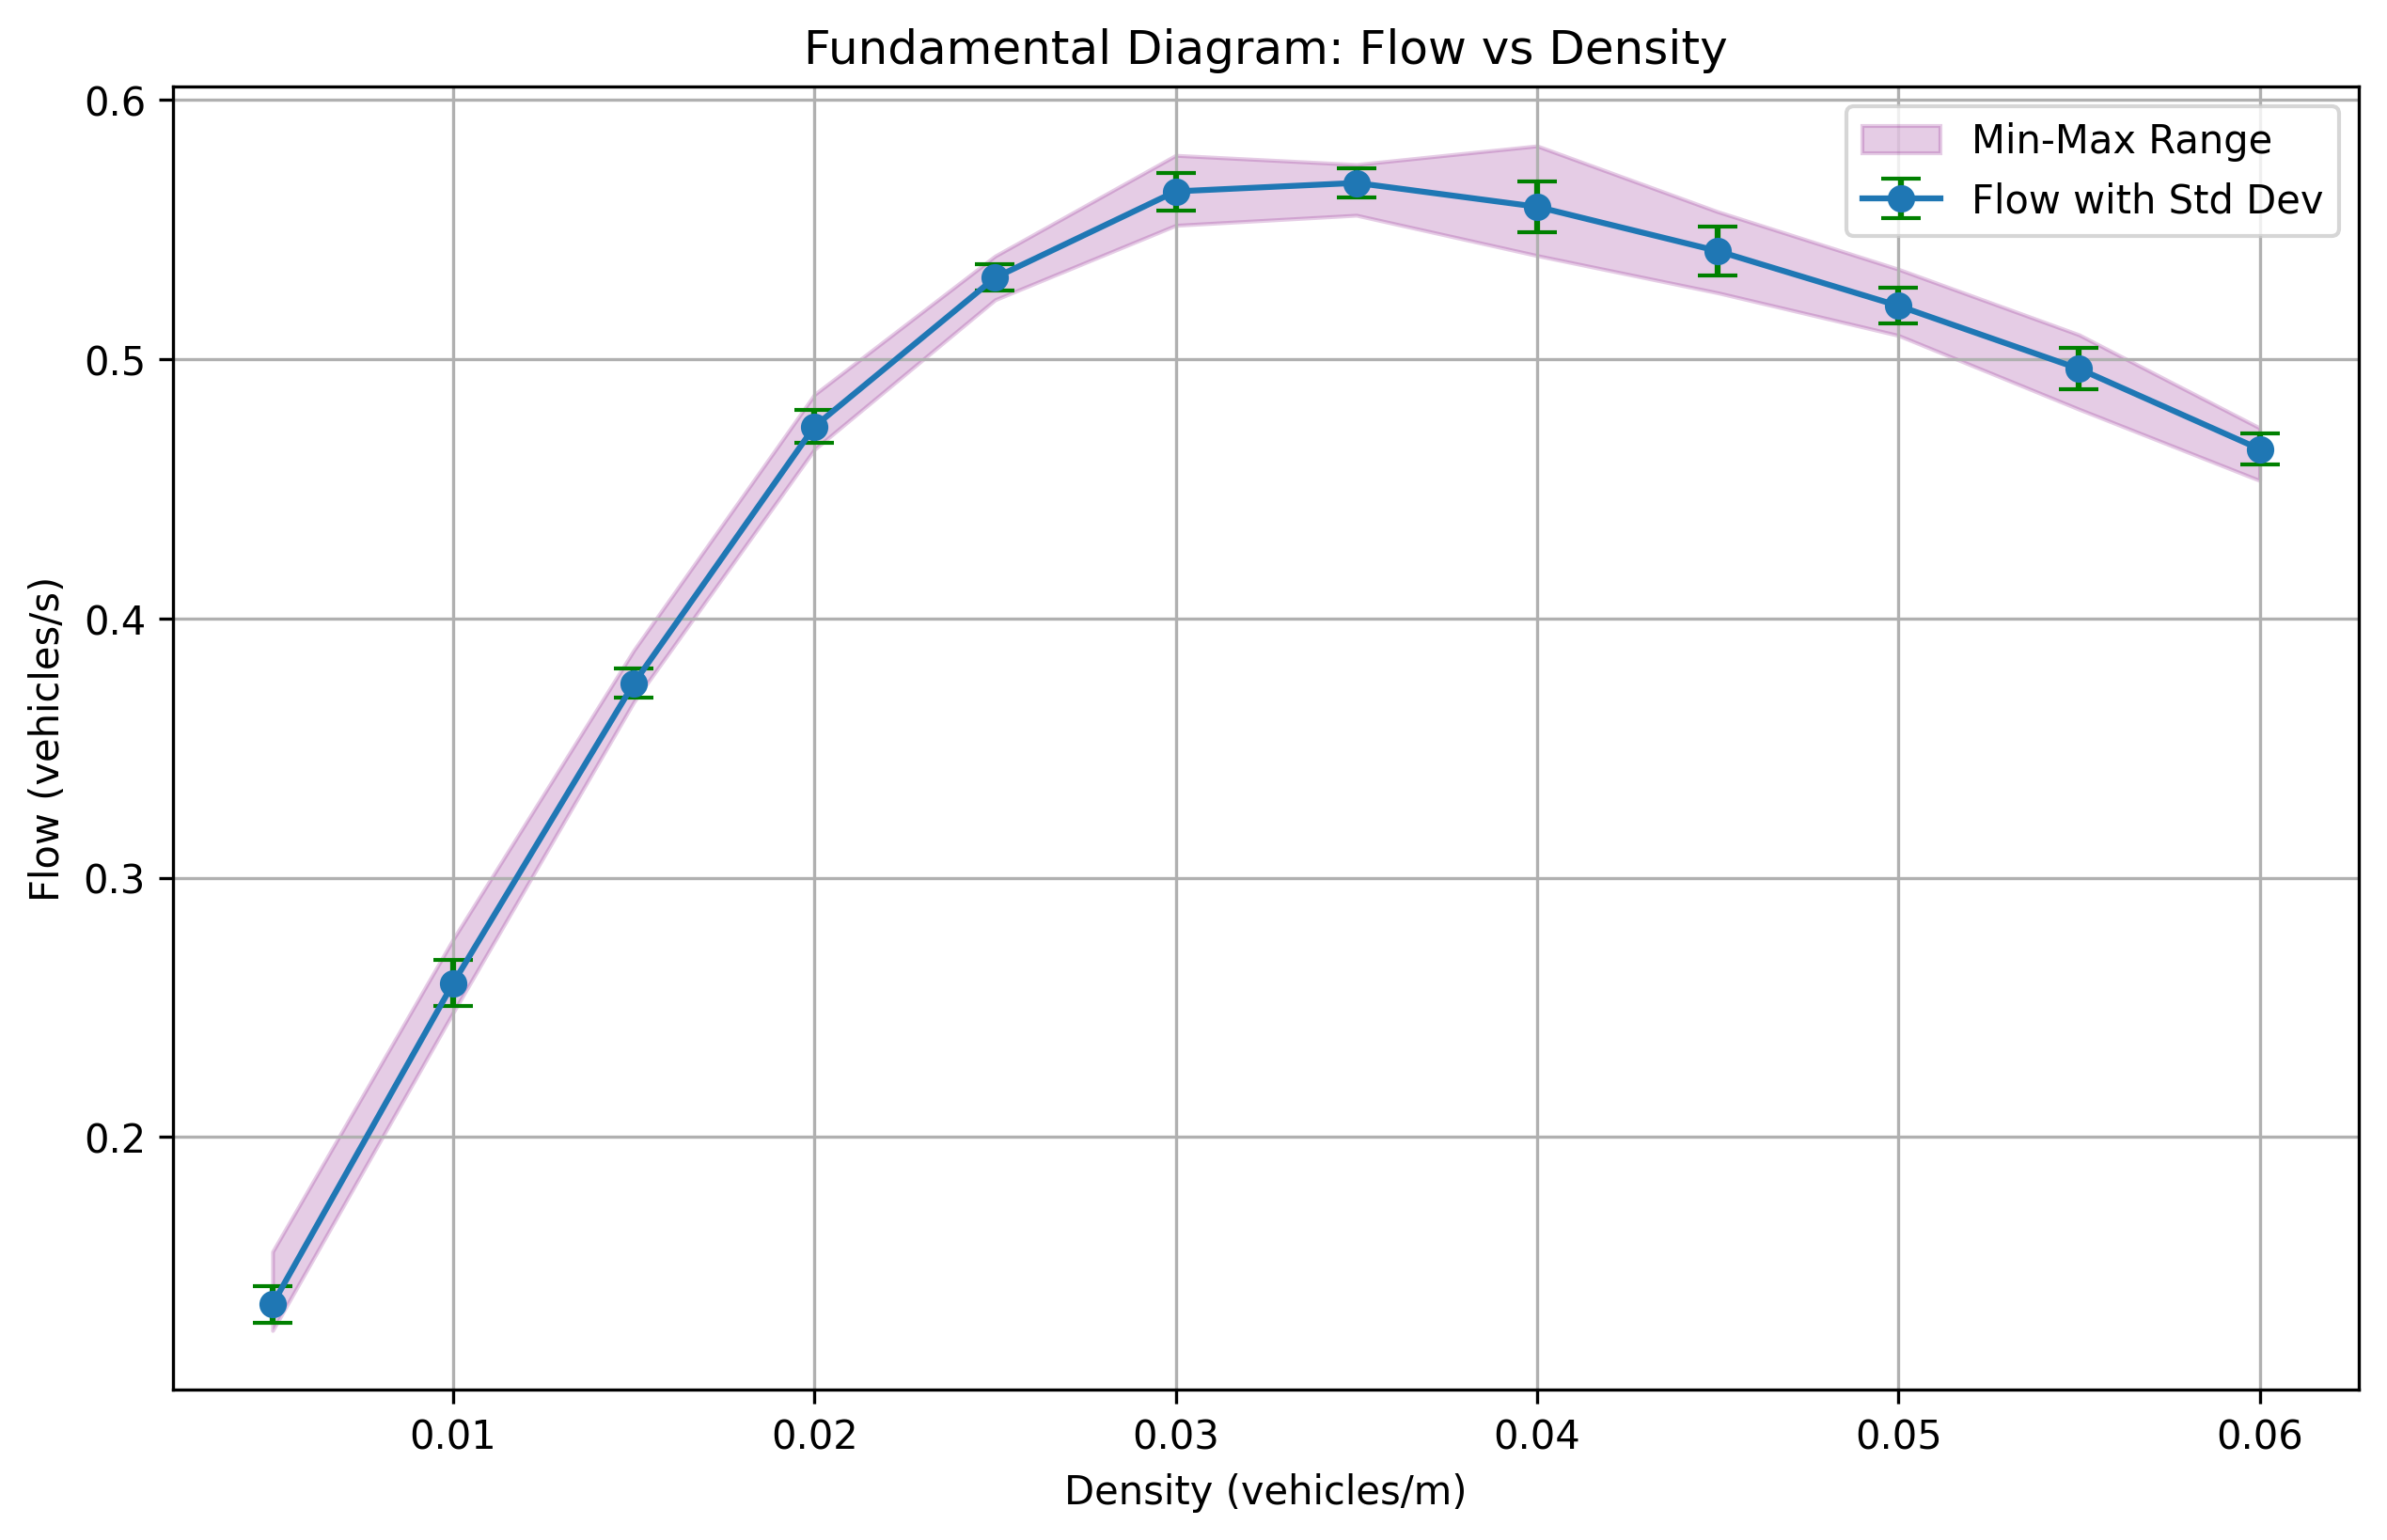 Fundamental Diagram: Flow vs Density
Min-Max Range
Flow with Std Dev
Flow (vehicles/s)
0.6
0.5
0.4
0.3
0.2
0.01
0.02
0.03
0.04
0.05
0.06
Density (vehicles/m)